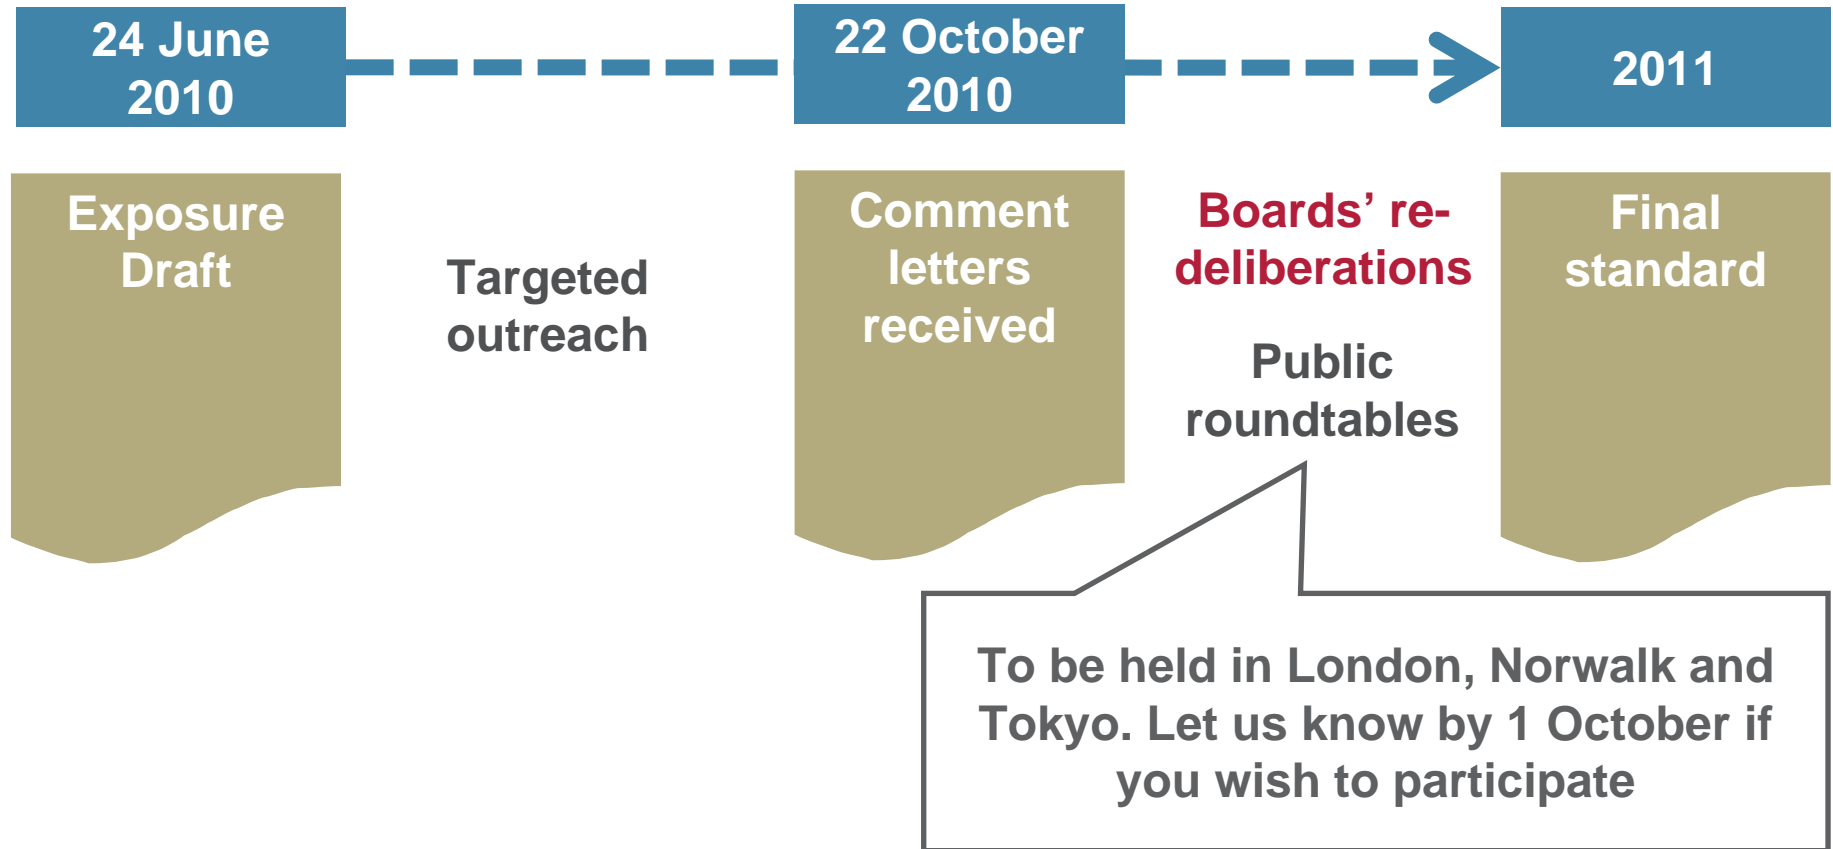 24 June
2010
22 October
2010
2011
Exposure
Draft
Targeted
outreach
Comment
letters
received
Boards’ re-
deliberations
Public
roundtables
Final
standard
To be held in London, Norwalk and
Tokyo. Let us know by 1 October if
you wish to participate